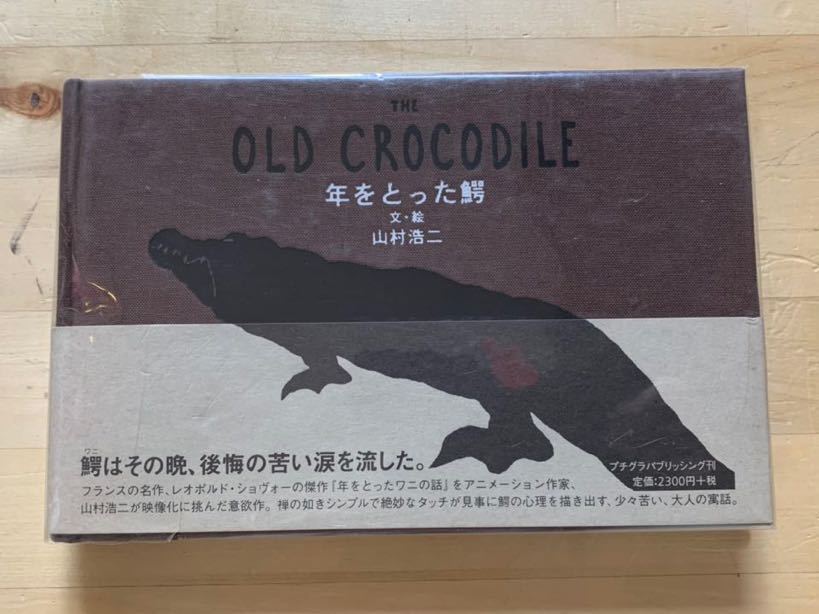 THE
OLD CROCODILE
年をとった鰐
文・絵
山村浩二
ワニ
鰐はその晩、後悔の苦い涙を流した。
フランスの名作、レオポルド・ショヴォーの傑作『年をとったワニの話』をアニメーション作家、
山村浩二が映像化に挑んだ意欲作。禅の如きシンプルで絶妙なタッチが見事に鰐の心理を描き出す、少々苦い、大人の寓話。
プチグラパブリッシング刊
定価:2300円+税